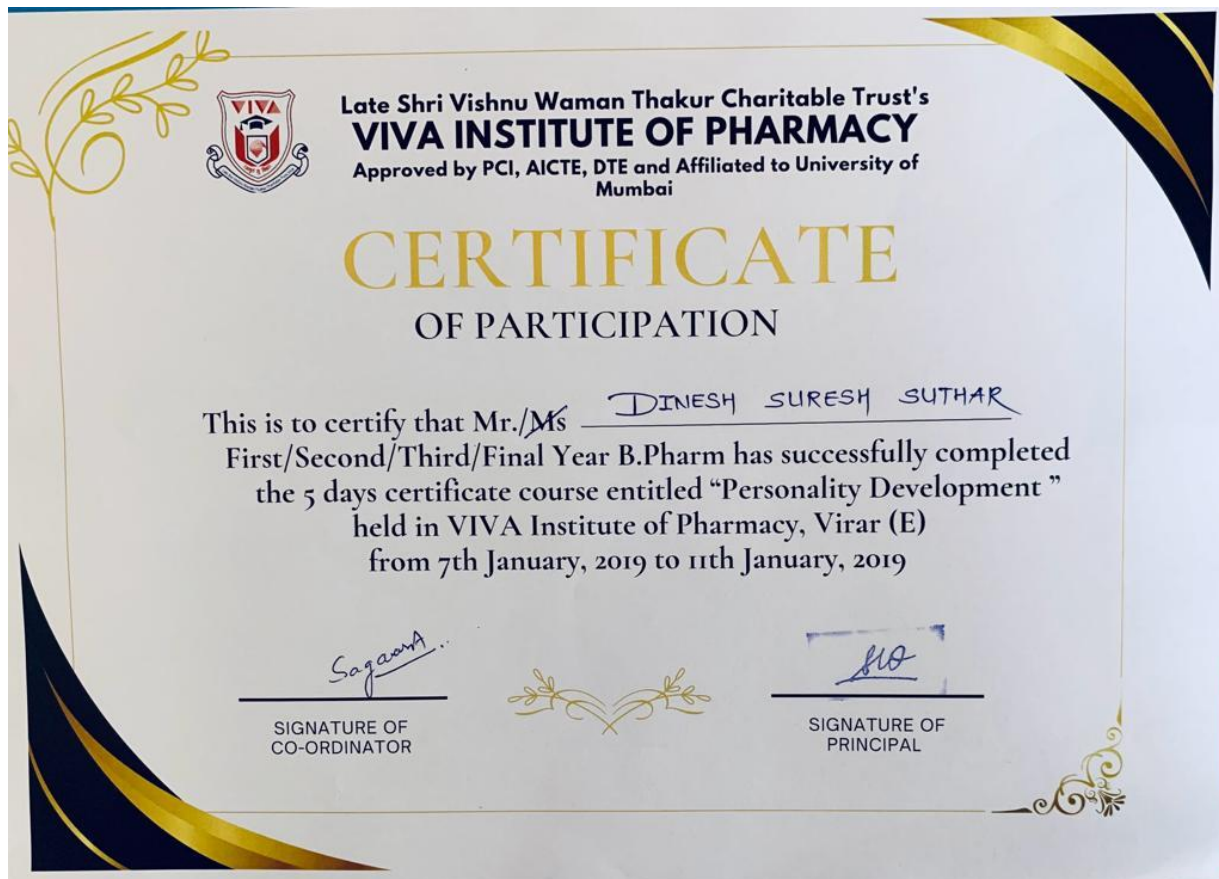 VIVA
Late Shri Vishnu Waman Thakur Charitable Trust's
VIVA INSTITUTE OF PHARMACY
Approved by PCI, AICTE, DTE and Affiliated to University of
Mumbai
CERTIFICATE
OF PARTICIPATION
This is to certify that Mr./Ms DINESH SURESH SUTHAR
First/Second/Third/Final Year B.Pharm has successfully completed
the 5 days certificate course entitled “Personality Development ”
held in VIVA Institute of Pharmacy, Virar (E)
from 7th January, 2019 to 11th January, 2019
SIGNATURE OF
CO-ORDINATOR
SIGNATURE OF
PRINCIPAL